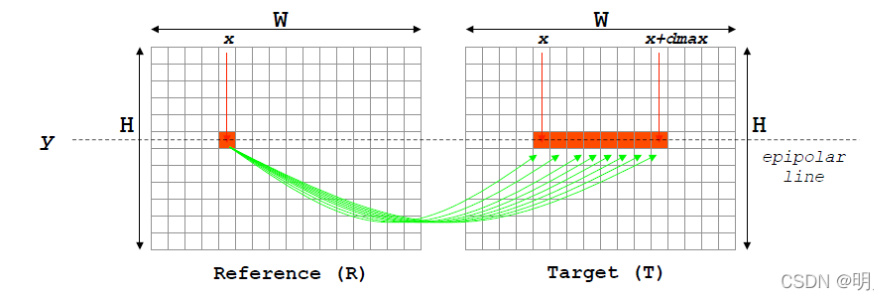 W W
x x x+dmax
H H
y
epipolar
line
Reference (R) Target (T)
CSDN @明